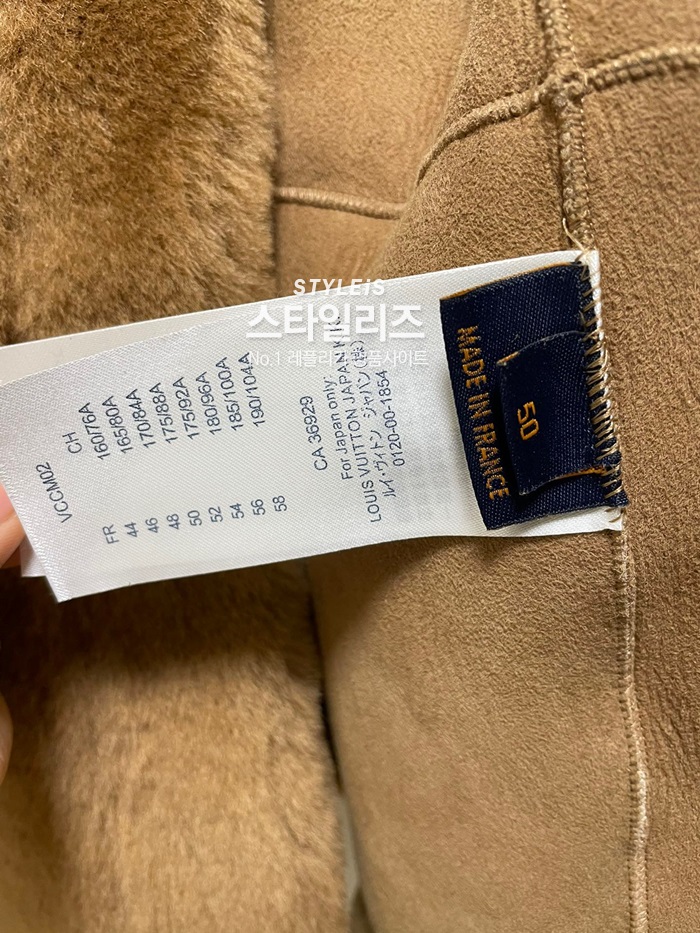 STYLEiS
스타일리즈
No.1 레플리카 명품사이트
VCCM02
FR CH
44 160/76A
46 165/80A
48 170/84A
50 175/88A
52 175/92A
54 180/96A
56 185/100A
58 190/104A
CA 36929
For Japan only:
LOUIS VUITTON JAPAN K.K.
ルイ・ヴィトン ジャパン(株)
0120-00-1854
MADE IN FRANCE
50